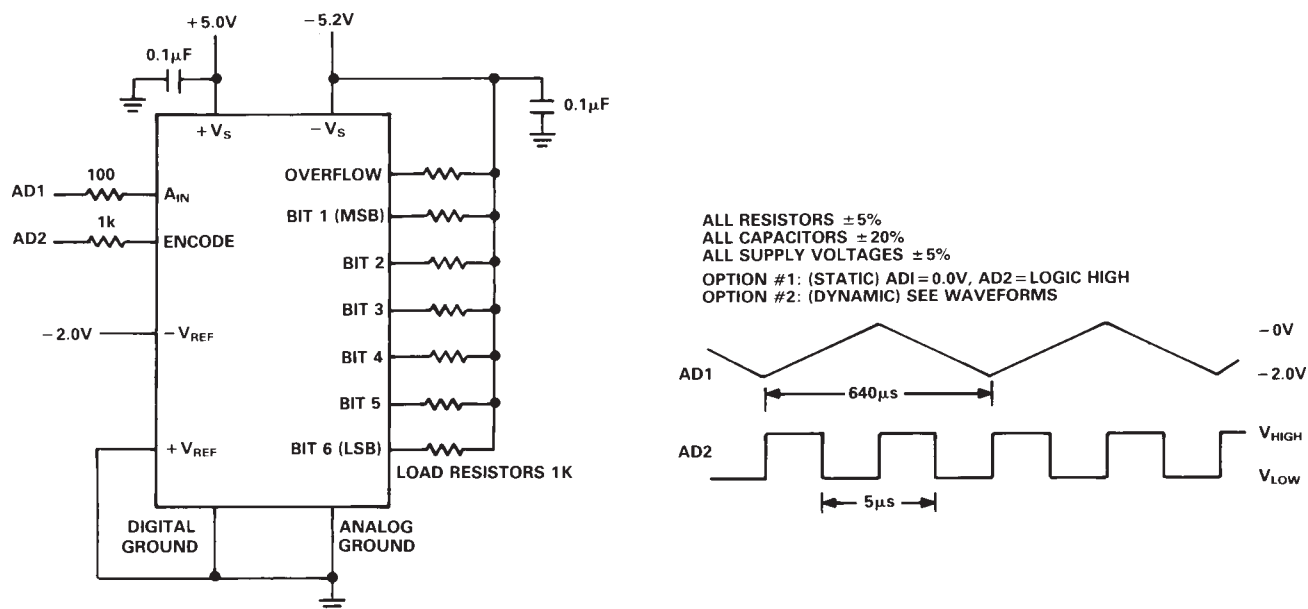 +5.0V
−5.2V
0.1µF
0.1µF
+VS
−VS
AD1
100
AIN
AD2
1k
ENCODE
−2.0V
−VREF
+VREF
OVERFLOW
BIT 1 (MSB)
BIT 2
BIT 3
BIT 4
BIT 5
BIT 6 (LSB)
LOAD RESISTORS 1K
DIGITAL
GROUND
ANALOG
GROUND
ALL RESISTORS ±5%
ALL CAPACITORS ±20%
ALL SUPPLY VOLTAGES ±5%
OPTION #1: (STATIC) ADI=0.0V, AD2=LOGIC HIGH
OPTION #2: (DYNAMIC) SEE WAVEFORMS
AD1
−0V
−2.0V
640µs
AD2
VHIGH
VLOW
5µs